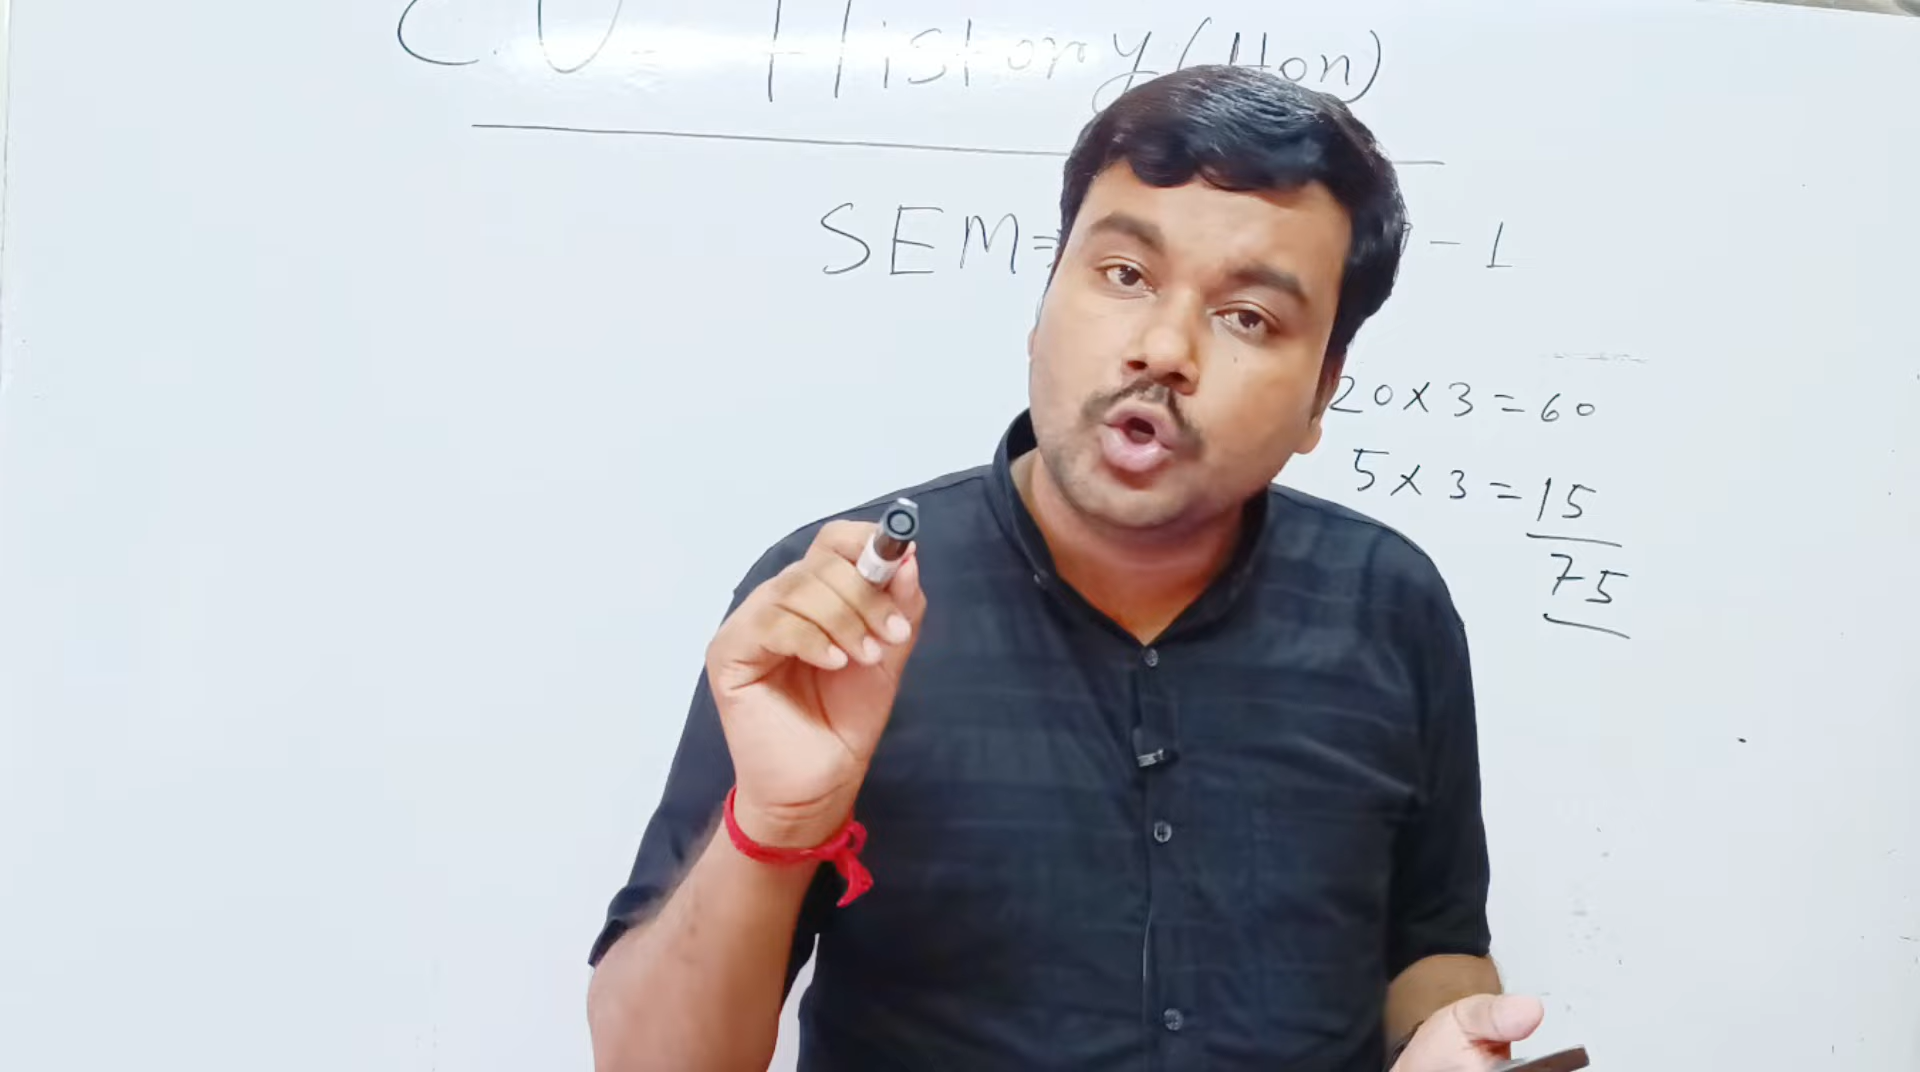 C.U. History (Hon)
SEM - 1
20 × 3 = 60
5 × 3 = 15
75